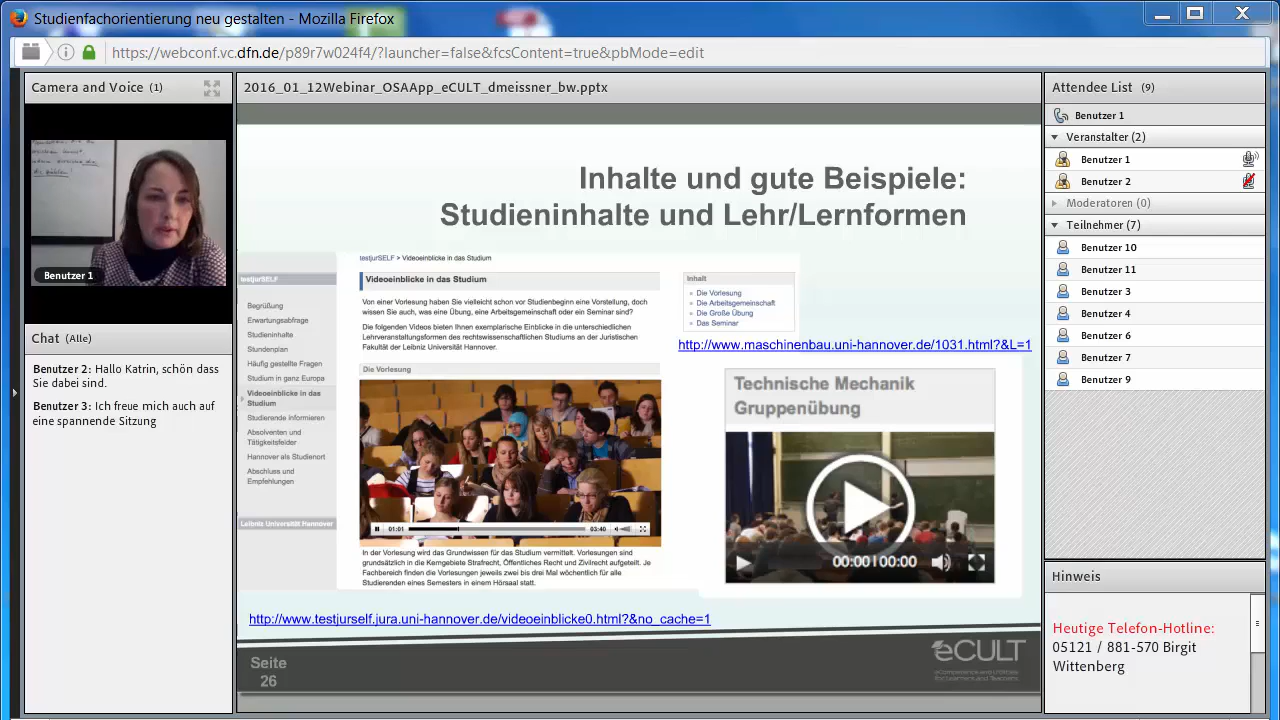 Studienfachorientierung neu gestalten - Mozilla Firefox
https://webconf.vc.dfn.de/p89r7w024f4/?launcher=false&fcsContent=true&pbMode=edit
Camera and Voice (1)
Benutzer 1
Chat (Alle)
Benutzer 2: Hallo Katrin, schön dass
Sie dabei sind.
Benutzer 3: Ich freue mich auch auf
eine spannende Sitzung
2016_01_12Webinar_OSAApp_eCULT_dmeissner_bw.pptx
Inhalte und gute Beispiele:
Studieninhalte und Lehr/Lernformen
testjurSELF
Begrüßung
Erwartungsabfrage
Studieninhalte
Stundenplan
Häufig gestellte Fragen
Studium in ganz Europa
Videoeinblicke in das
Studium
Studierende informieren
Absolventen und
Tätigkeitsfelder
Hannover als Studienort
Abschluss und
Empfehlungen
Leibniz Universität Hannover
testjurSELF > Videoeinblicke in das Studium
Videoeinblicke in das Studium
Von einer Vorlesung haben Sie vielleicht schon vor Studienbeginn eine Vorstellung, doch
wissen Sie auch, was eine Übung, eine Arbeitsgemeinschaft oder ein Seminar sind?
Die folgenden Videos bieten Ihnen exemplarische Einblicke in die unterschiedlichen
Lehrveranstaltungsformen des rechtswissenschaftlichen Studiums an der Juristischen
Fakultät der Leibniz Universität Hannover.
Die Vorlesung
01:01
03:40
In der Vorlesung wird das Grundwissen für das Studium vermittelt. Vorlesungen sind
grundsätzlich in die Kerngebiete Strafrecht, Öffentliches Recht und Zivilrecht aufgeteilt. Je
Fachbereich finden die Vorlesungen jeweils zwei bis drei Mal wöchentlich für alle
Studierenden eines Semesters in einem Hörsaal statt.
Inhalt
Die Vorlesung
Die Arbeitsgemeinschaft
Die Große Übung
Das Seminar
http://www.maschinenbau.uni-hannover.de/1031.html?&L=1
Technische Mechanik
Gruppenübung
00:00|00:00
http://www.testjurself.jura.uni-hannover.de/videoeinblicke0.html?&no_cache=1
Seite
26
eCULT
Attendee List (9)
Benutzer 1
Veranstalter (2)
Benutzer 1
Benutzer 2
Moderatoren (0)
Teilnehmer (7)
Benutzer 10
Benutzer 11
Benutzer 3
Benutzer 4
Benutzer 6
Benutzer 7
Benutzer 9
Hinweis
Heutige Telefon-Hotline:
05121 / 881-570 Birgit
Wittenberg